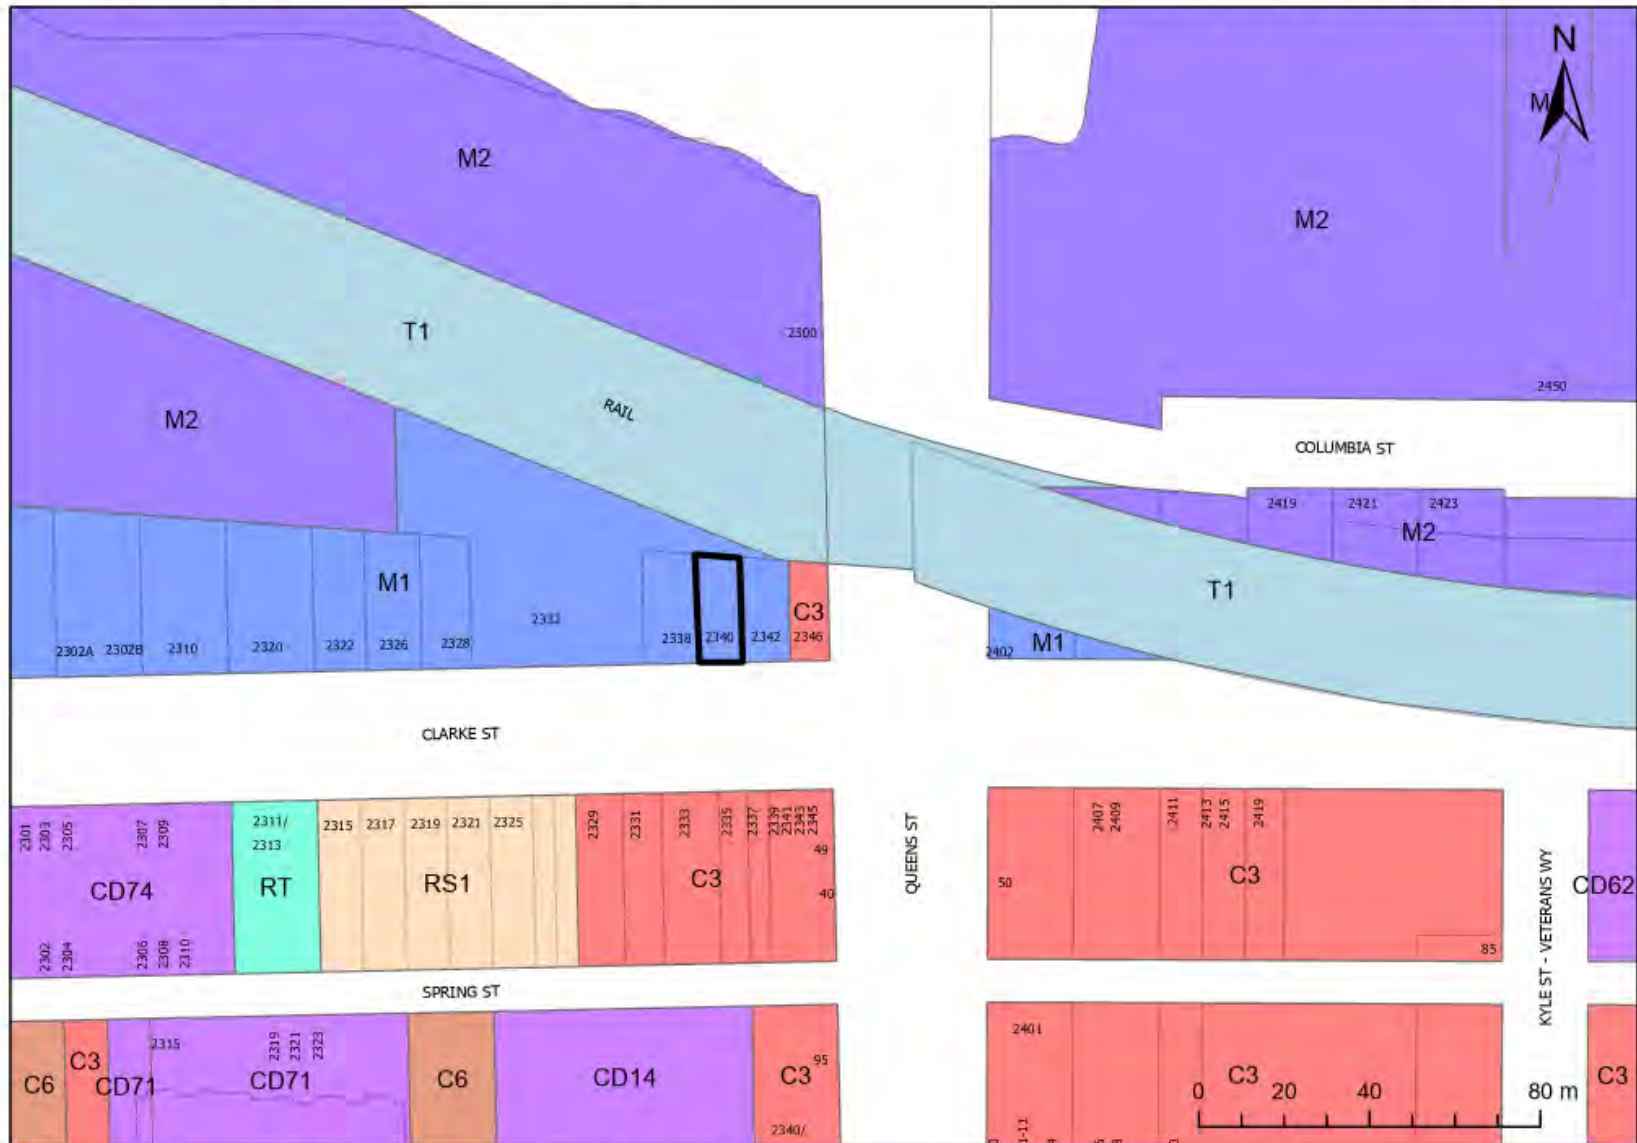 N
M
M2
M2
T1
2300
RAIL
M2
2450
COLUMBIA ST
2419 2421 2423
M2
M1
T1
C3
2302A 2302B 2310 2320 2322 2326 2328 2332 2338 2340 2342 2346
2402 M1
CLARKE ST
2301 2303 2305 2307 2309
2311/
2313
2315 2317 2319 2321 2325
2329 2331 2333 2335 2337 2339 2341 2343 2345
49
40
2407 2409 2411 2413 2415 2419
CD74 RT RS1 C3
QUEENS ST
50
C3
CD62
KYLE ST - VETERANS WY
2302 2304 2306 2308 2310
85
SPRING ST
2315
2319 2321 2323
2401
C6 C3 CD71 CD71 C6 CD14 C3 95
C3
C3
0 20 40 80 m
2340/